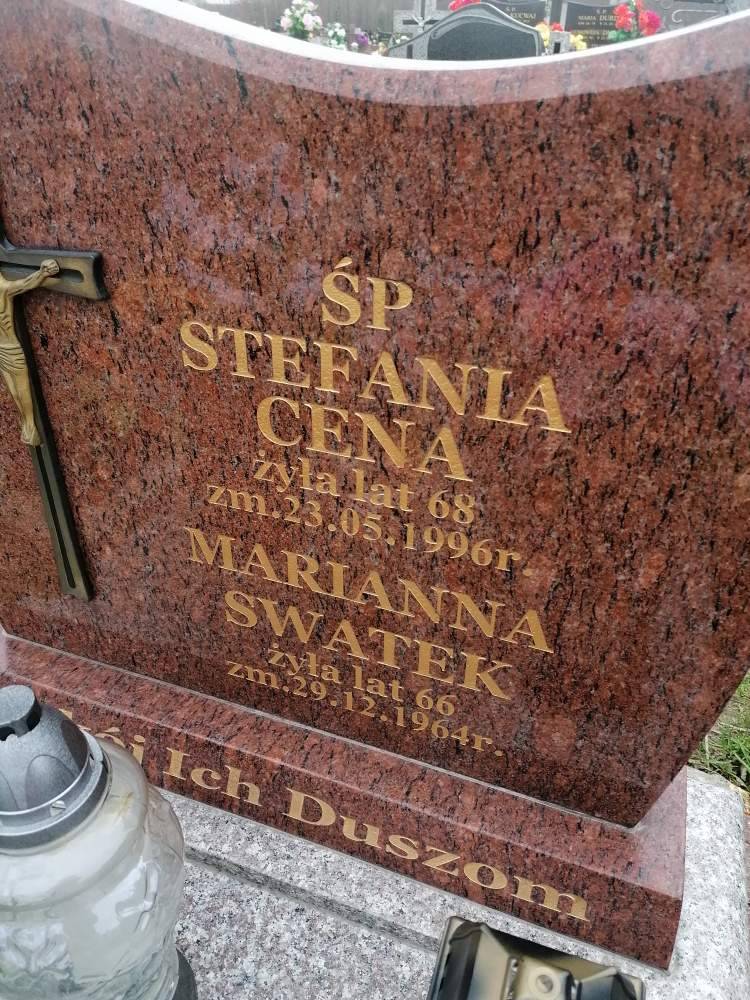 ŚP
STEFANIA
CENA
żyła lat 68
zm.23.05.1996r.
MARIANNA
SWATEK
żyła lat 66
zm.29.12.1964r.
Ich Duszom
MARIA